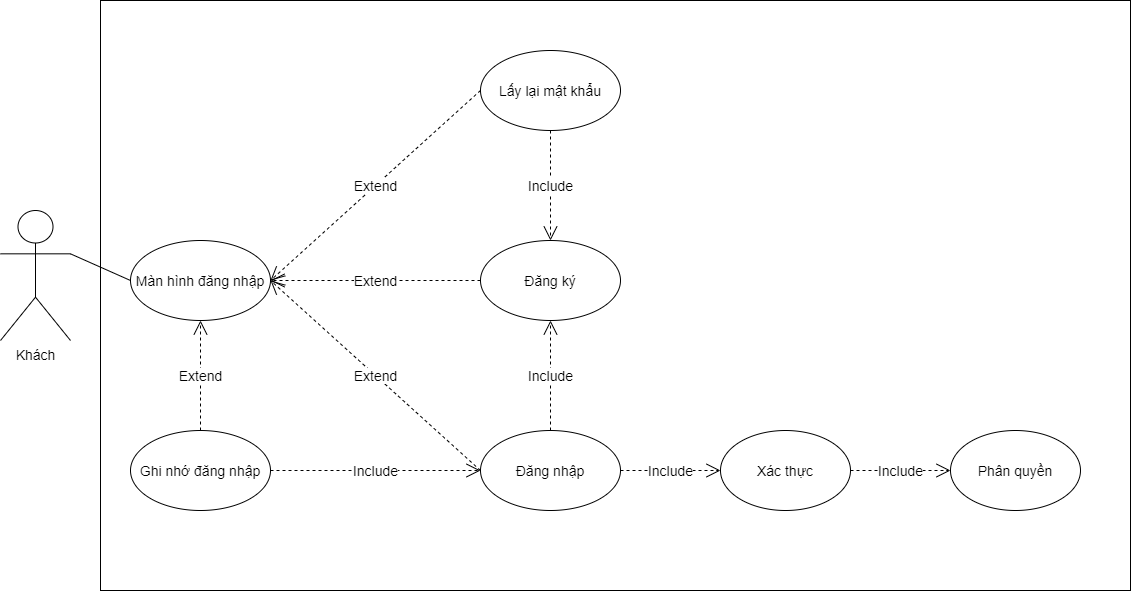 Lấy lại mật khẩu
Extend
Include
Màn hình đăng nhập
Extend
Đăng ký
Khách
Extend
Extend
Include
Ghi nhớ đăng nhập
Include
Đăng nhập
Include
Xác thực
Include
Phân quyền